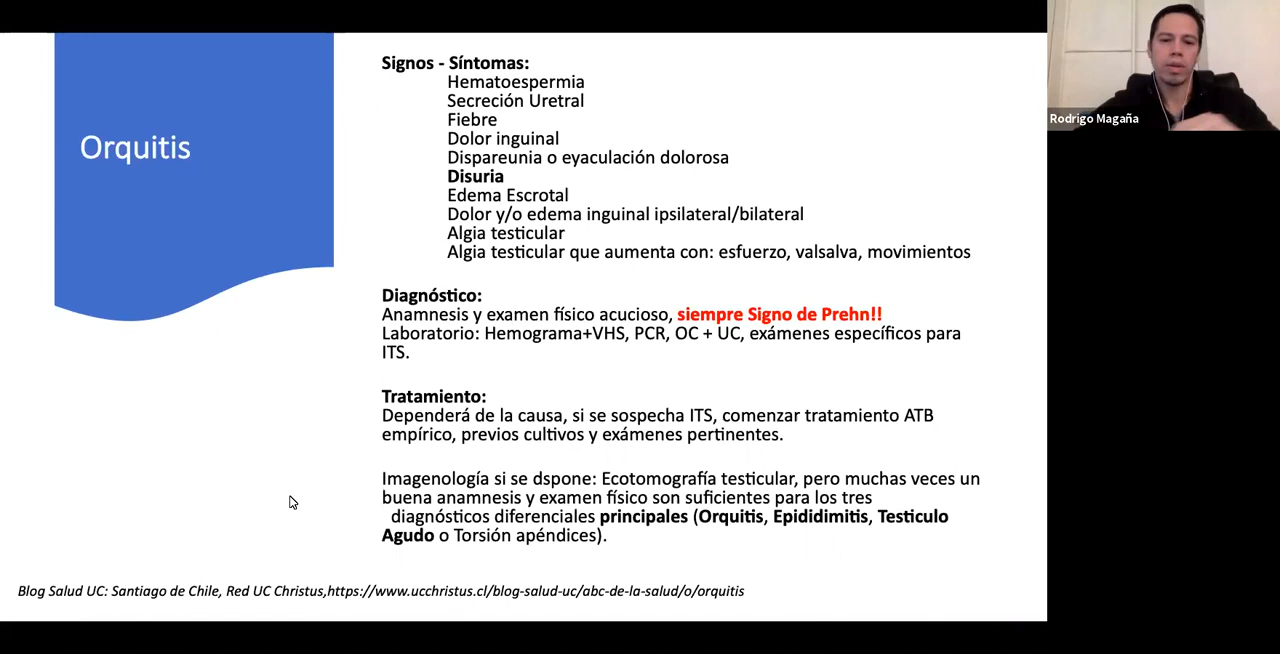 Orquitis
Signos - Síntomas:
Hematoespermia
Secreción Uretral
Fiebre
Dolor inguinal
Dispareunia o eyaculación dolorosa
Disuria
Edema Escrotal
Dolor y/o edema inguinal ipsilateral/bilateral
Algia testicular
Algia testicular que aumenta con: esfuerzo, valsalva, movimientos
Diagnóstico:
Anamnesis y examen físico acucioso, siempre Signo de Prehn!!
Laboratorio: Hemograma+VHS, PCR, OC + UC, exámenes específicos para
ITS.
Tratamiento:
Dependerá de la causa, si se sospecha ITS, comenzar tratamiento ATB
empírico, previos cultivos y exámenes pertinentes.
Imagenología si se dspone: Ecotomografía testicular, pero muchas veces un
buena anamnesis y examen físico son suficientes para los tres
diagnósticos diferenciales principales (Orquitis, Epididimitis, Testiculo
Agudo o Torsión apéndices).
Blog Salud UC: Santiago de Chile, Red UC Christus,https://www.ucchristus.cl/blog-salud-uc/abc-de-la-salud/o/orquitis
Rodrigo Magaña